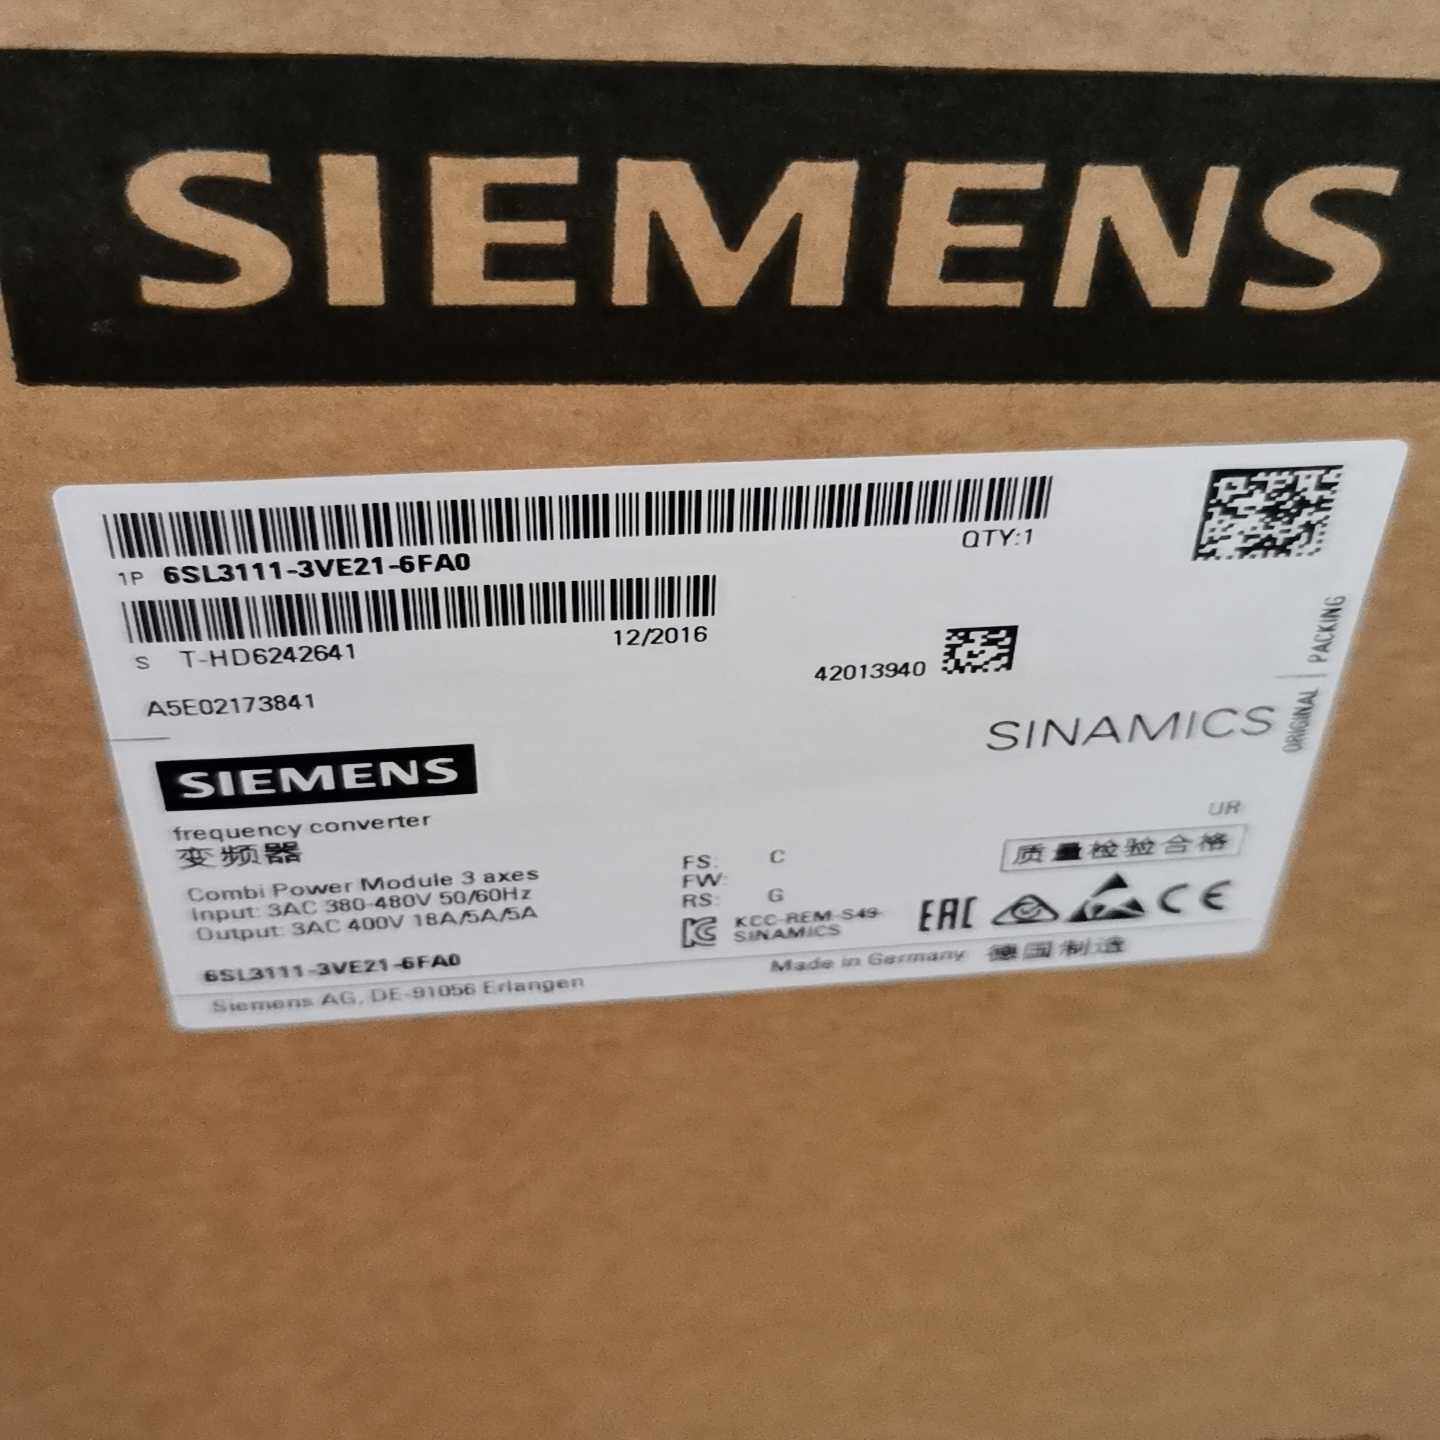 SIEMENS
1P 6SL3111-3VE21-6FA0
QTY:1
S T-HD6242641
12/2016
42013940
A5E02173841
SINAMICS
ORIGINAL | PACKING
SIEMENS
frequency converter
变频器
UR
质量检验合格
Combi Power Module 3 axes
Input: 3AC 380-480V 50/60Hz
Output: 3AC 400V 18A/5A/5A
FS: C
FW:
RS: G
KCC-REM-S49-
SINAMICS
EAC
CE
6SL3111-3VE21-6FA0
Made in Germany 德国制造
Siemens AG, DE-91056 Erlangen